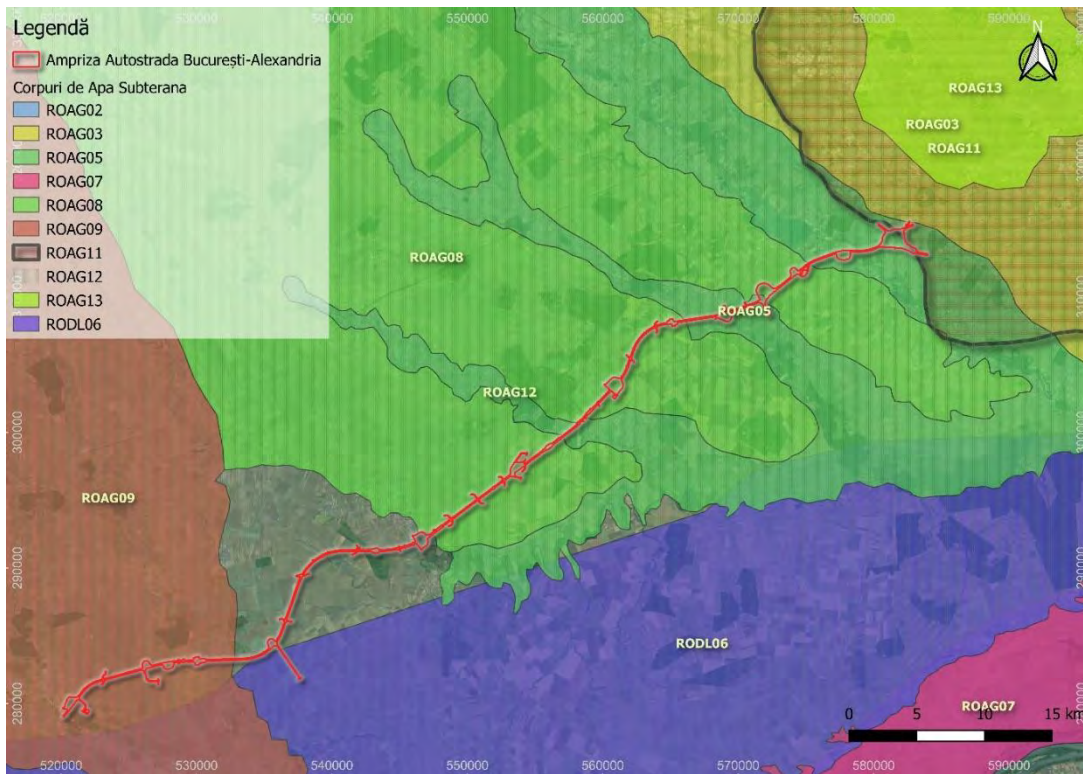 Legendă
Ampriza Autostrada București-Alexandria
Corpuri de Apa Subterana
ROAG02
ROAG03
ROAG05
ROAG07
ROAG08
ROAG09
ROAG11
ROAG12
ROAG13
RODL06
540000
550000
560000
570000
580000
590000
N
ROAG13
ROAG03
ROAG11
320000
ROAG08
ROAG05
ROAG12
300000
ROAG09
290000
290000
RODL06
280000
ROAG07
0
5
10
15 km
520000
530000
540000
550000
560000
570000
580000
590000